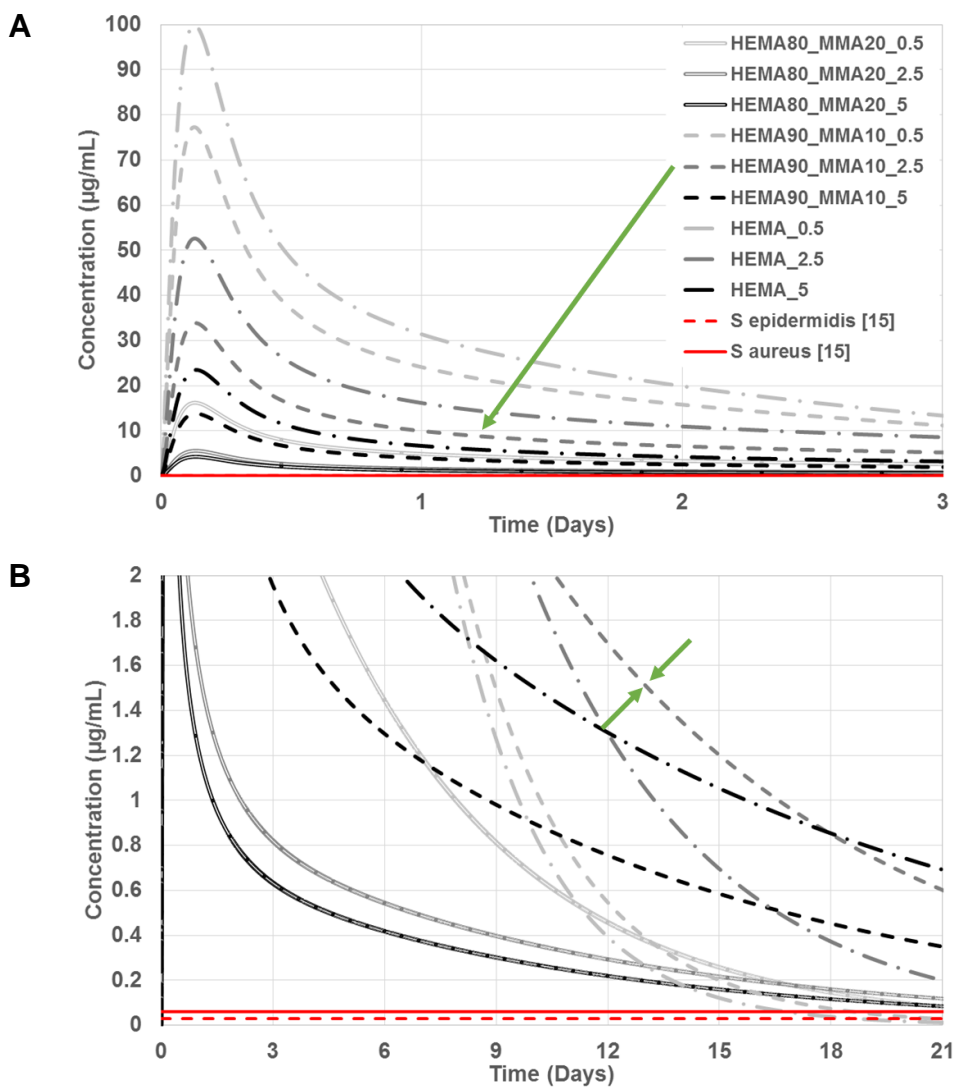 A
100
90
80
70
60
50
40
30
20
10
0
Concentration (µg/mL)
HEMA80_MMA20_0.5
HEMA80_MMA20_2.5
HEMA80_MMA20_5
HEMA90_MMA10_0.5
HEMA90_MMA10_2.5
HEMA90_MMA10_5
HEMA_0.5
HEMA_2.5
HEMA_5
S epidermidis [15]
S aureus [15]
0 1 2 3
Time (Days)
B
2
1.8
1.6
1.4
1.2
1
0.8
0.6
0.4
0.2
0
Concentration (µg/mL)
0 3 6 9 12 15 18 21
Time (Days)